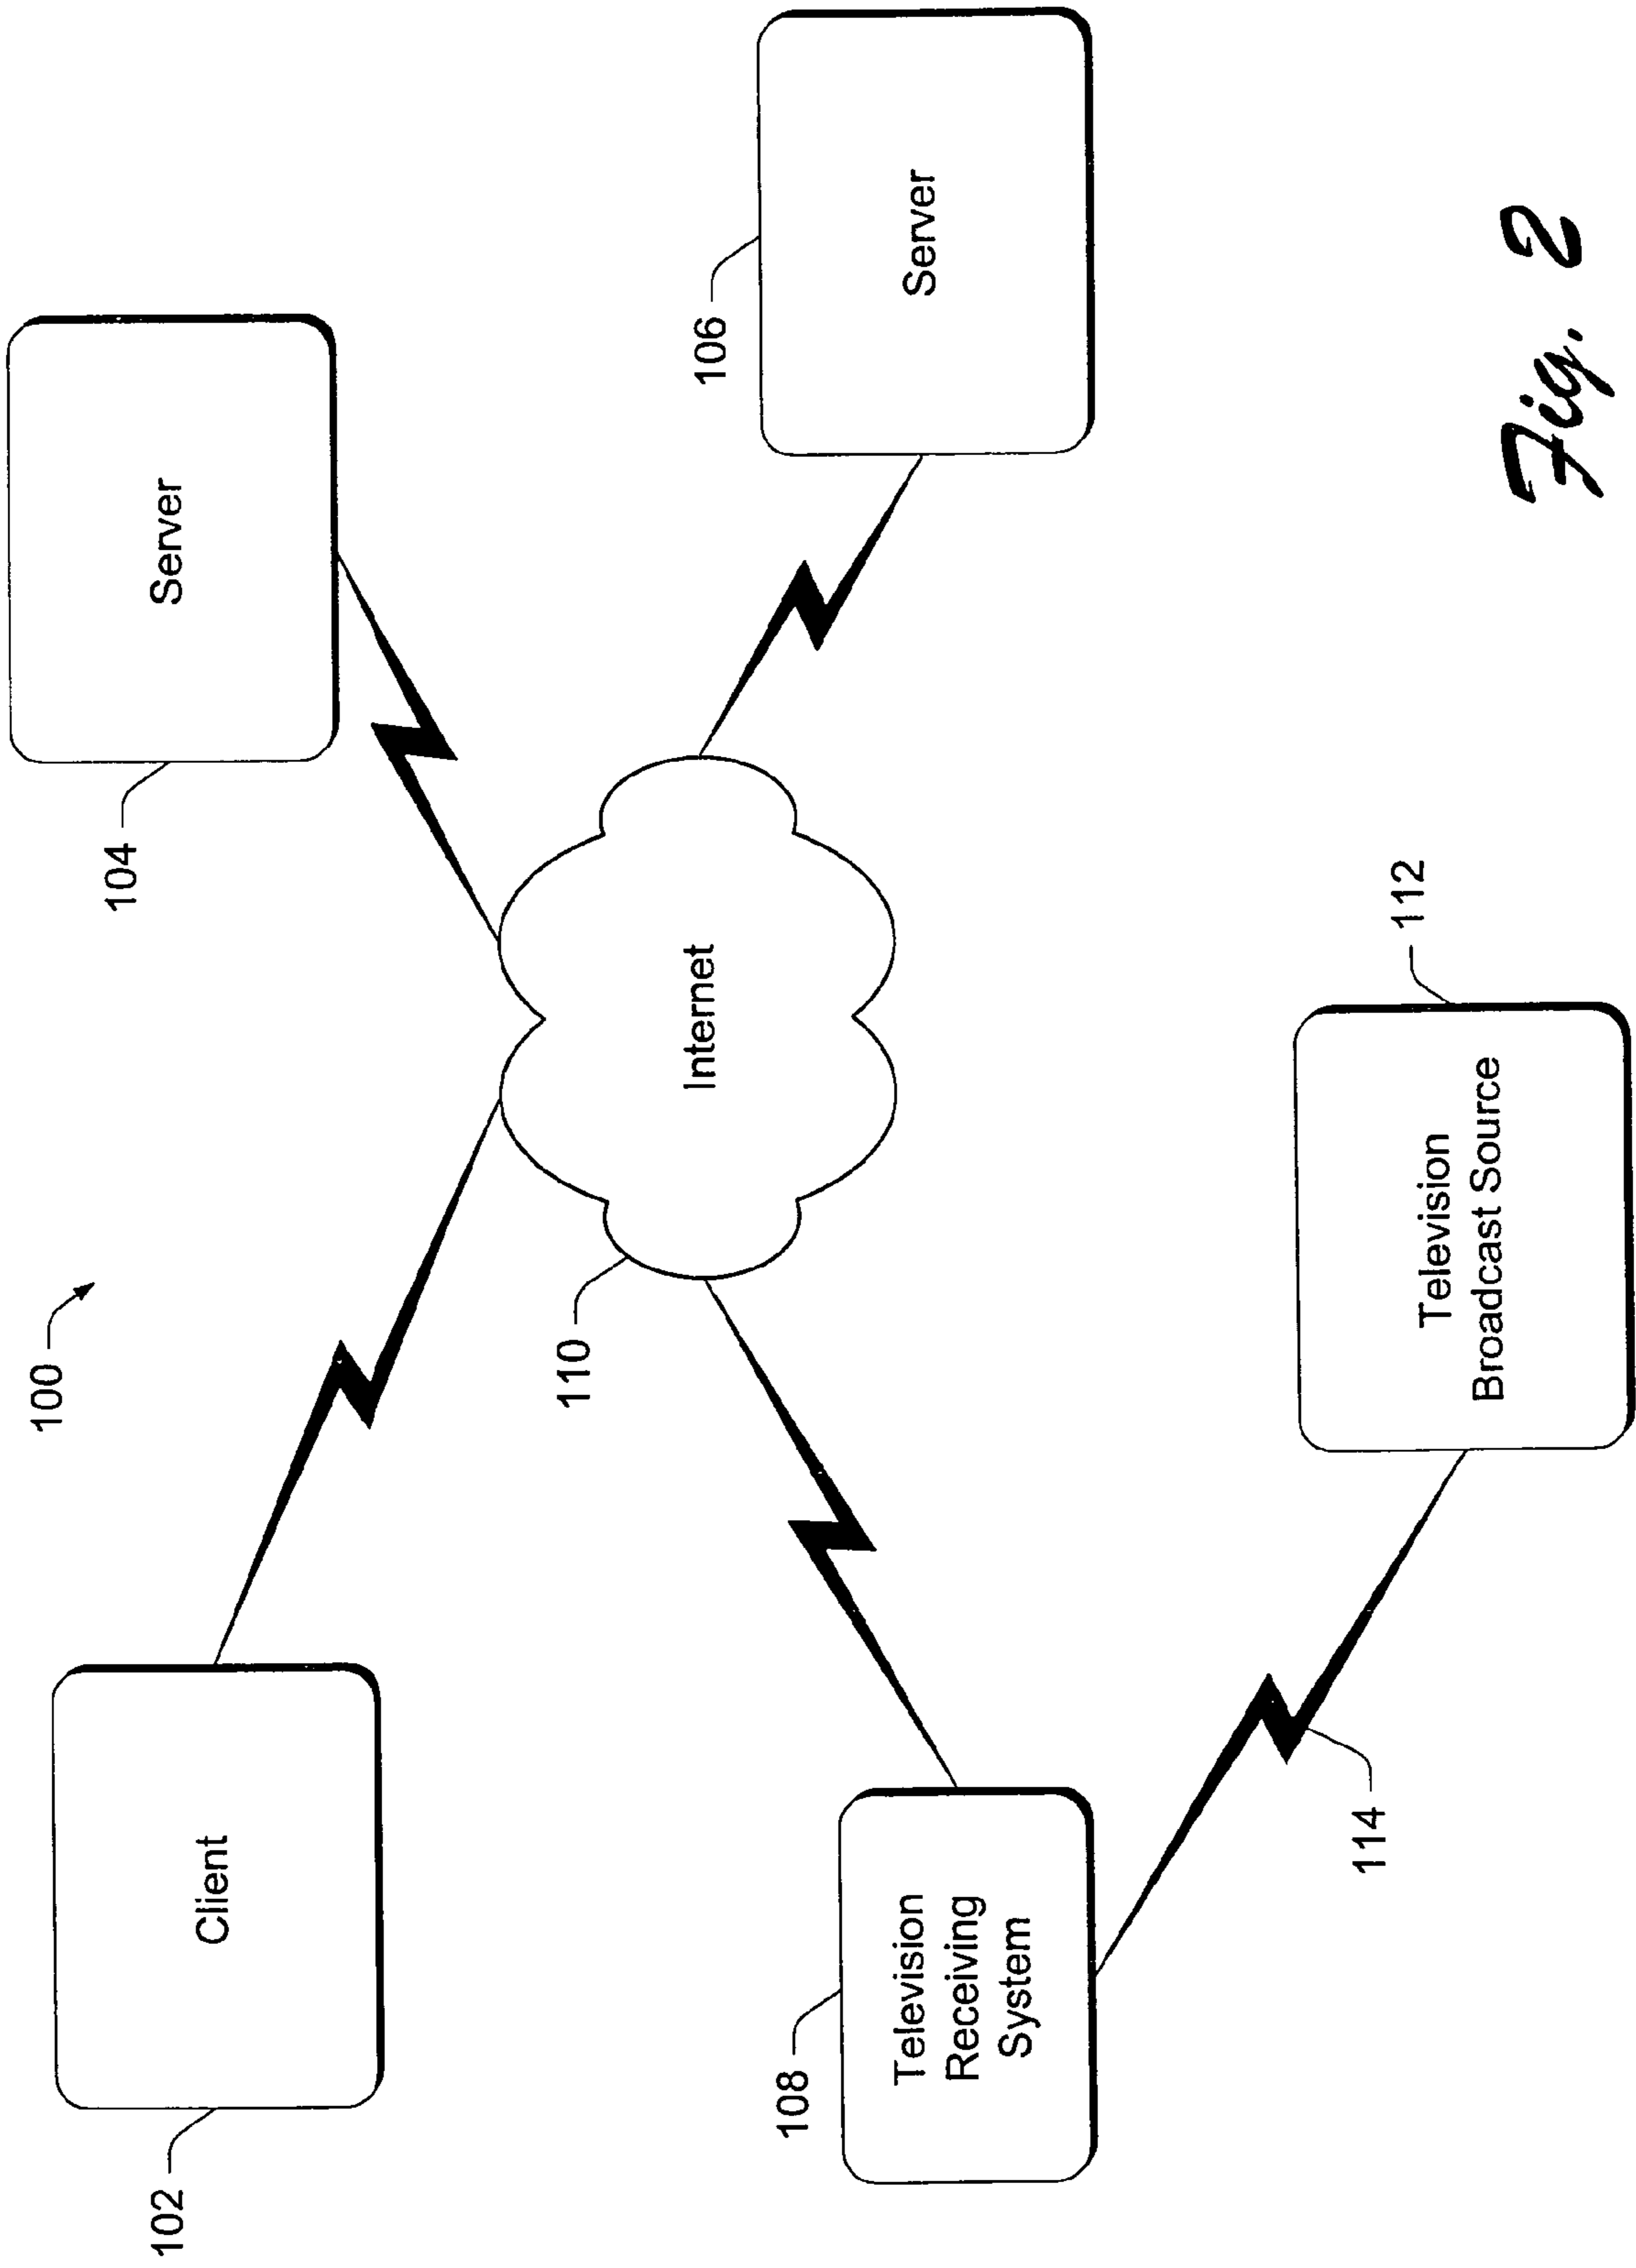 100
102
Client
104
Server
110
Internet
106
Server
108
Television
Receiving
System
114
112
Television
Broadcast Source
Fig. 2